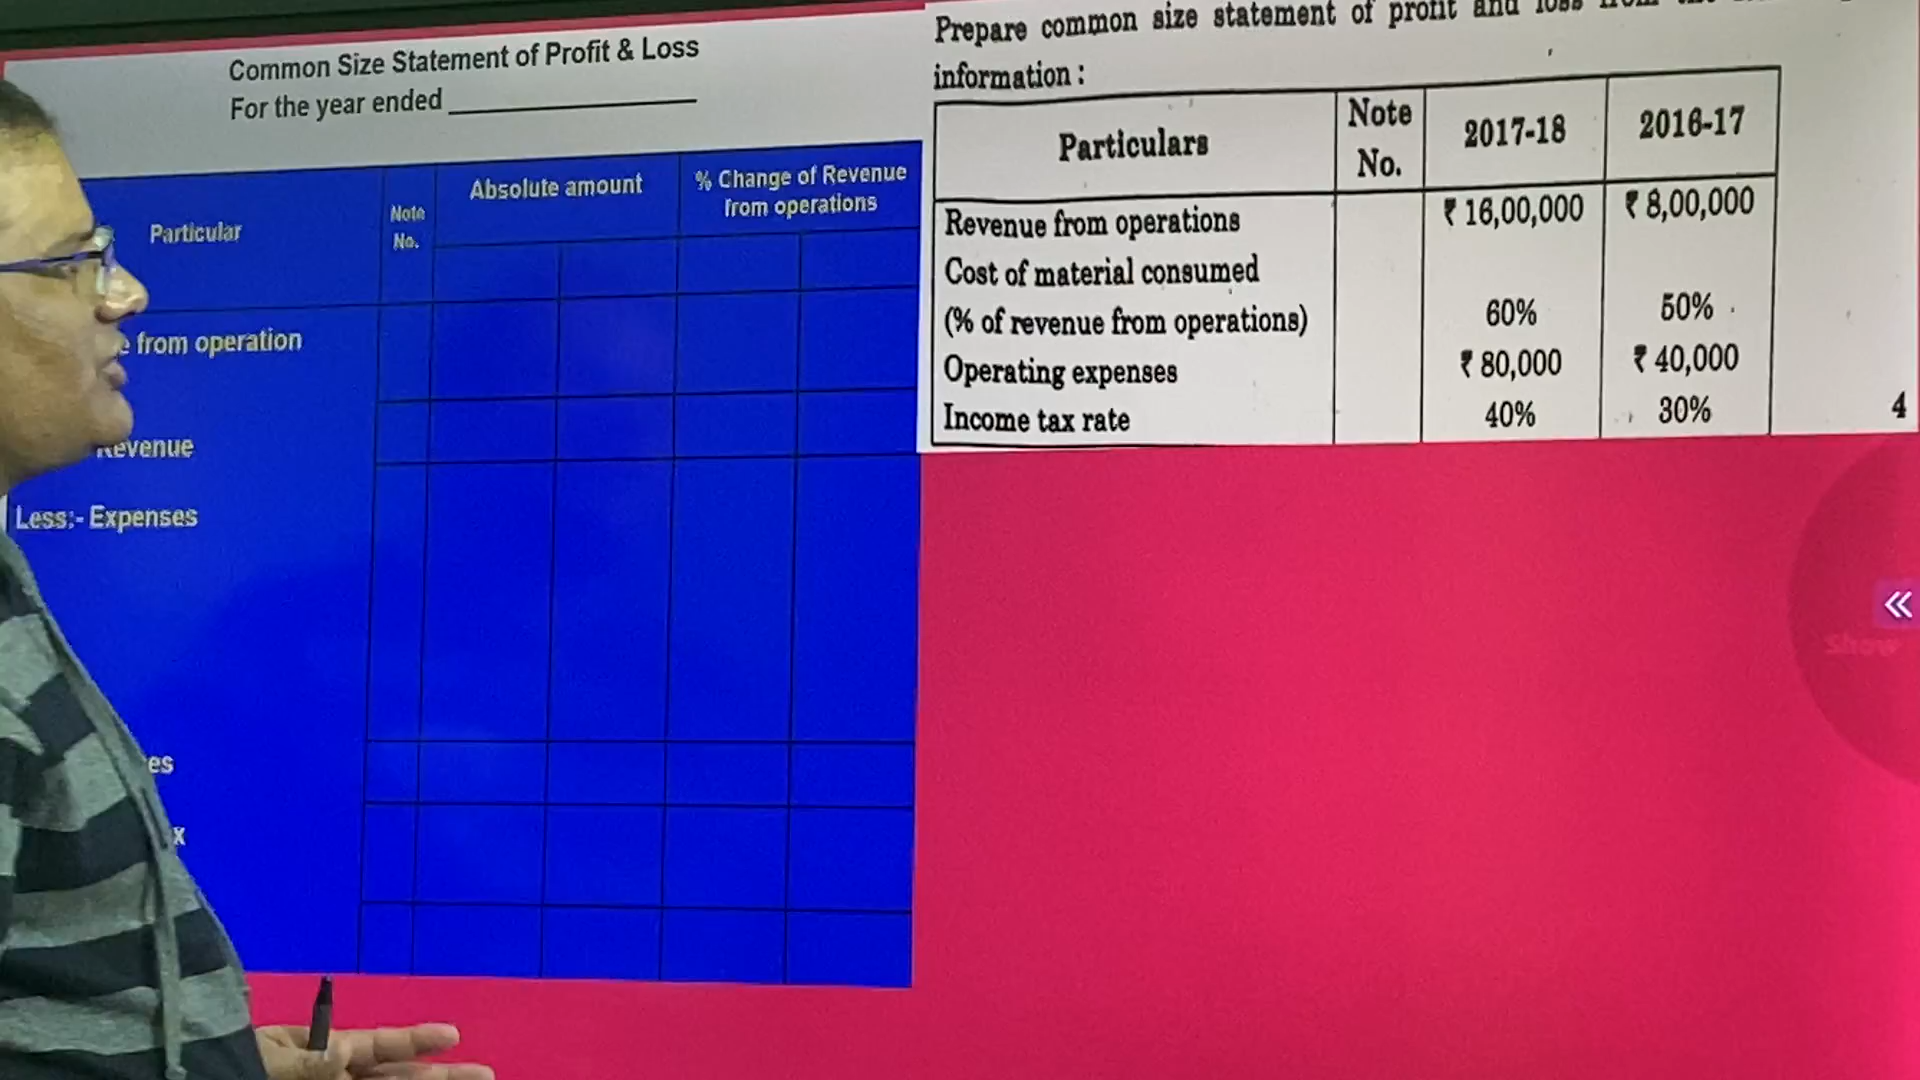 Common Size Statement of Profit & Loss
For the year ended
Particular
Note No.
Absolute amount
% Change of Revenue from operations
from operation
Revenue
Less:- Expenses
Prepare common size statement of profit and loss
information :
Particulars Note No. 2017-18 2016-17
Revenue from operations ₹ 16,00,000 ₹ 8,00,000
Cost of material consumed
(% of revenue from operations) 60% 50%
Operating expenses ₹ 80,000 ₹ 40,000
Income tax rate 40% 30%
4
Show